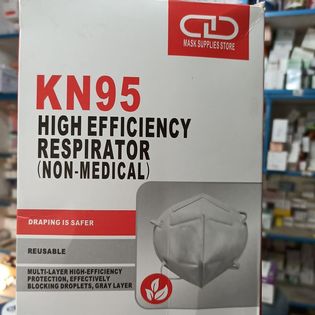 MASK SUPPLIES STORE
KN95
HIGH EFFICIENCY
RESPIRATOR
(NON-MEDICAL)
DRAPING IS SAFER
REUSABLE
MULTI-LAYER HIGH-EFFICIENCY
PROTECTION, EFFECTIVELY
BLOCKING DROPLETS, GRAY LAYER